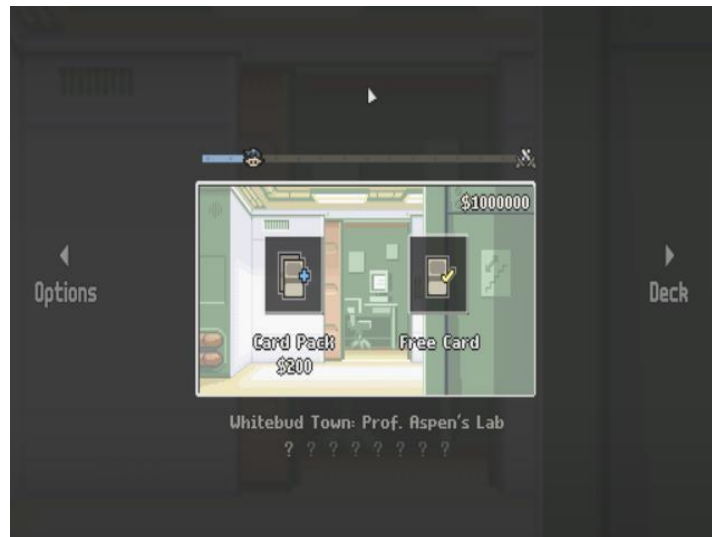 $1000000
Options
Deck
Card Pack
$200
Free Card
Whitebud Town: Prof. Aspen's Lab
? ? ? ? ? ? ? ?